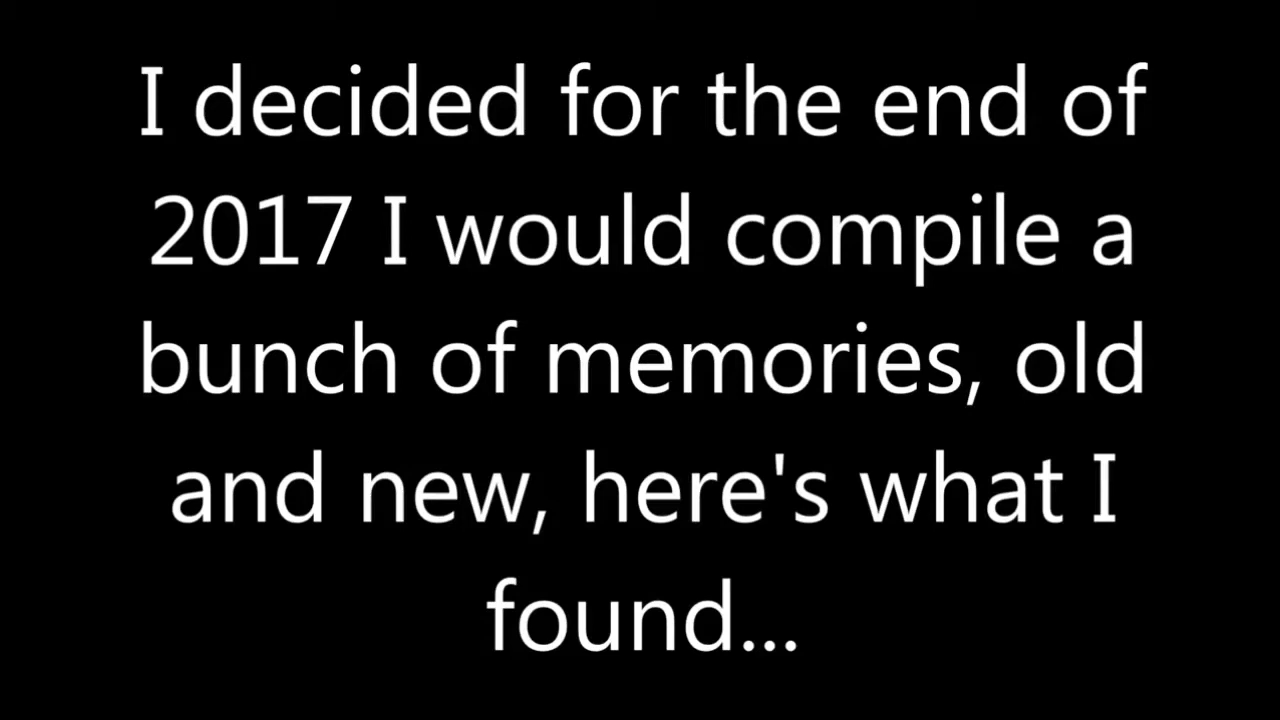 I decided for the end of
2017 I would compile a
bunch of memories, old
and new, here's what I
found...